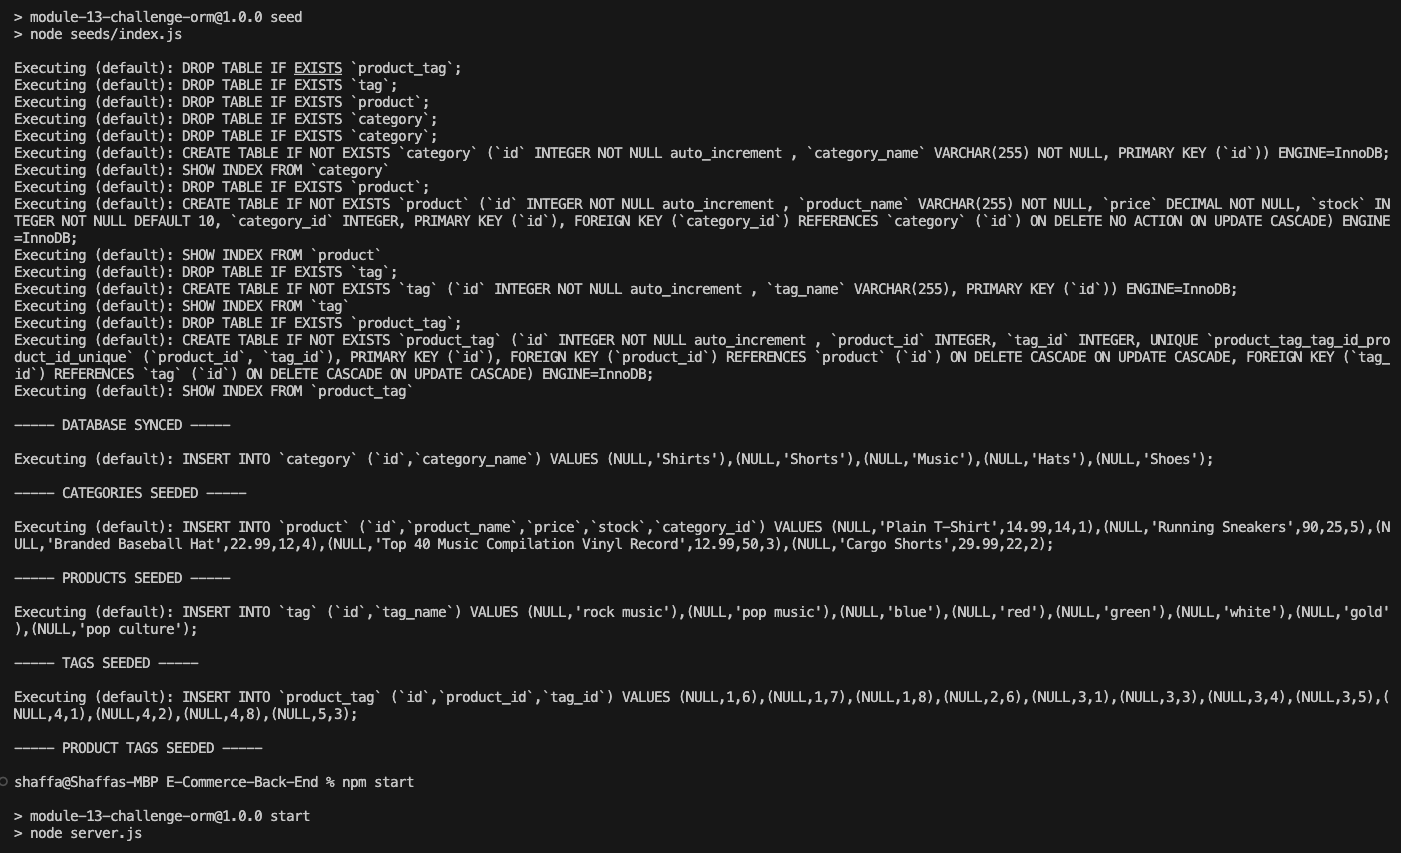 > module-13-challenge-orm@1.0.0 seed
> node seeds/index.js
Executing (default): DROP TABLE IF EXISTS `product_tag`;
Executing (default): DROP TABLE IF EXISTS `tag`;
Executing (default): DROP TABLE IF EXISTS `product`;
Executing (default): DROP TABLE IF EXISTS `category`;
Executing (default): DROP TABLE IF EXISTS `category`;
Executing (default): CREATE TABLE IF NOT EXISTS `category` (`id` INTEGER NOT NULL auto_increment , `category_name` VARCHAR(255) NOT NULL, PRIMARY KEY (`id`)) ENGINE=InnoDB;
Executing (default): SHOW INDEX FROM `category`
Executing (default): DROP TABLE IF EXISTS `product`;
Executing (default): CREATE TABLE IF NOT EXISTS `product` (`id` INTEGER NOT NULL auto_increment , `product_name` VARCHAR(255) NOT NULL, `price` DECIMAL NOT NULL, `stock` IN
TEGER NOT NULL DEFAULT 10, `category_id` INTEGER, PRIMARY KEY (`id`), FOREIGN KEY (`category_id`) REFERENCES `category` (`id`) ON DELETE NO ACTION ON UPDATE CASCADE) ENGINE
=InnoDB;
Executing (default): SHOW INDEX FROM `product`
Executing (default): DROP TABLE IF EXISTS `tag`;
Executing (default): CREATE TABLE IF NOT EXISTS `tag` (`id` INTEGER NOT NULL auto_increment , `tag_name` VARCHAR(255), PRIMARY KEY (`id`)) ENGINE=InnoDB;
Executing (default): SHOW INDEX FROM `tag`
Executing (default): DROP TABLE IF EXISTS `product_tag`;
Executing (default): CREATE TABLE IF NOT EXISTS `product_tag` (`id` INTEGER NOT NULL auto_increment , `product_id` INTEGER, `tag_id` INTEGER, UNIQUE `product_tag_tag_id_pro
duct_id_unique` (`product_id`, `tag_id`), PRIMARY KEY (`id`), FOREIGN KEY (`product_id`) REFERENCES `product` (`id`) ON DELETE CASCADE ON UPDATE CASCADE, FOREIGN KEY (`tag_
id`) REFERENCES `tag` (`id`) ON DELETE CASCADE ON UPDATE CASCADE) ENGINE=InnoDB;
Executing (default): SHOW INDEX FROM `product_tag`
----- DATABASE SYNCED -----
Executing (default): INSERT INTO `category` (`id`,`category_name`) VALUES (NULL,'Shirts'),(NULL,'Shorts'),(NULL,'Music'),(NULL,'Hats'),(NULL,'Shoes');
----- CATEGORIES SEEDED -----
Executing (default): INSERT INTO `product` (`id`,`product_name`,`price`,`stock`,`category_id`) VALUES (NULL,'Plain T-Shirt',14.99,14,1),(NULL,'Running Sneakers',90,25,5),(N
ULL,'Branded Baseball Hat',22.99,12,4),(NULL,'Top 40 Music Compilation Vinyl Record',12.99,50,3),(NULL,'Cargo Shorts',29.99,22,2);
----- PRODUCTS SEEDED -----
Executing (default): INSERT INTO `tag` (`id`,`tag_name`) VALUES (NULL,'rock music'),(NULL,'pop music'),(NULL,'blue'),(NULL,'red'),(NULL,'green'),(NULL,'white'),(NULL,'gold'
),(NULL,'pop culture');
----- TAGS SEEDED -----
Executing (default): INSERT INTO `product_tag` (`id`,`product_id`,`tag_id`) VALUES (NULL,1,6),(NULL,1,7),(NULL,1,8),(NULL,2,6),(NULL,3,1),(NULL,3,3),(NULL,3,4),(NULL,3,5),(
NULL,4,1),(NULL,4,2),(NULL,4,8),(NULL,5,3);
----- PRODUCT TAGS SEEDED -----
shaffa@Shaffas-MBP E-Commerce-Back-End % npm start
> module-13-challenge-orm@1.0.0 start
> node server.js